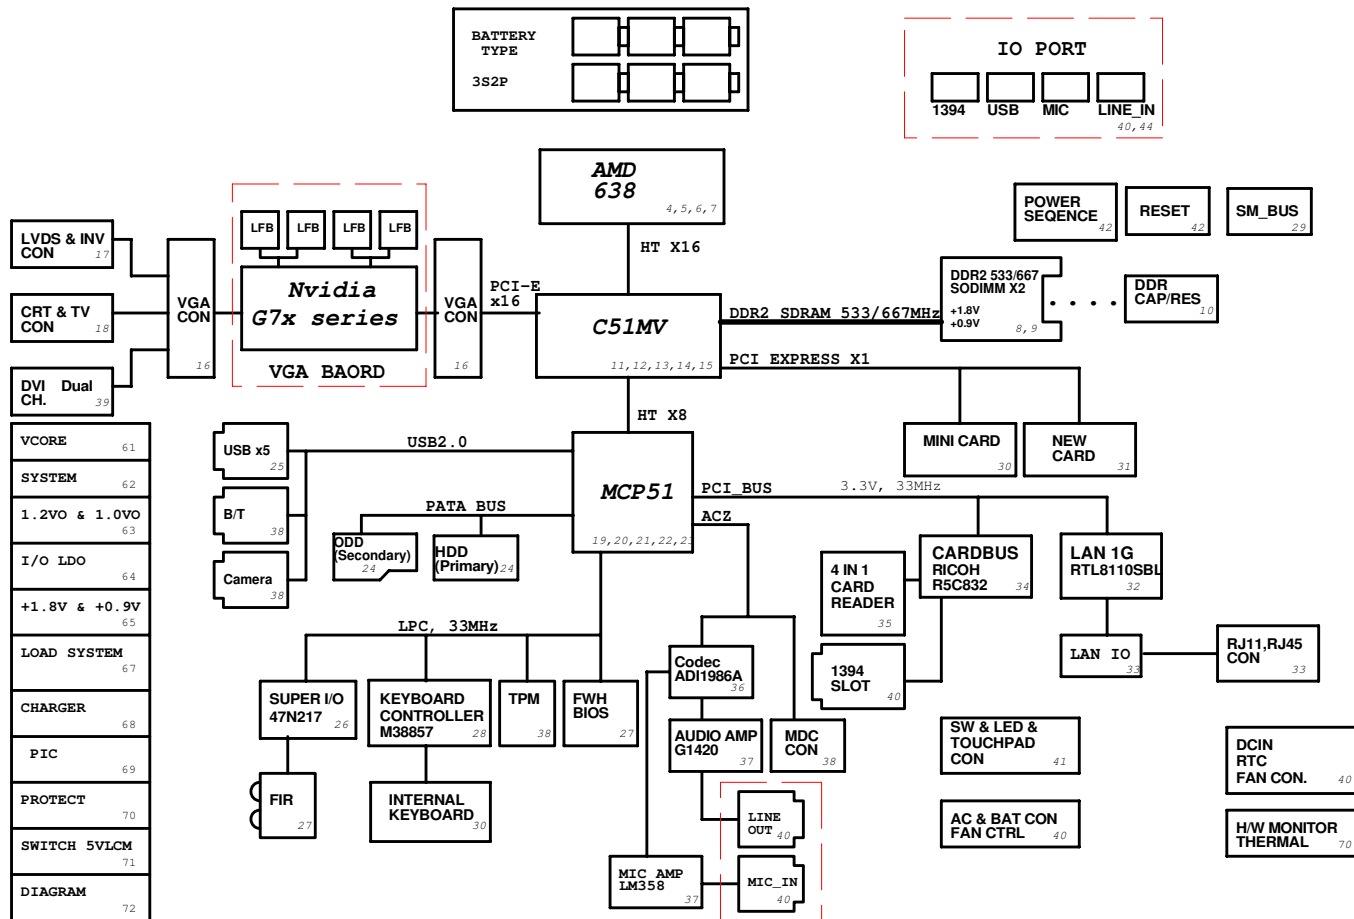 BATTERY
TYPE
3S2P
IO PORT
1394
USB
MIC
LINE_IN
40,44
AMD
638
4,5,6,7
HT X16
POWER
SEQENCE
42
RESET
42
SM_BUS
29
LVDS & INV
CON
17
CRT & TV
CON
18
DVI Dual
CH.
39
VGA
CON
16
LFB
LFB
LFB
LFB
Nvidia
G7x series
VGA BAORD
VGA
CON
16
PCI-E
x16
C51MV
11,12,13,14,15
DDR2 SDRAM 533/667MHz
DDR2 533/667
SODIMM X2
+1.8V
+0.9V
8,9
DDR
CAP/RES
10
PCI EXPRESS X1
MINI CARD
30
NEW
CARD
31
HT X8
MCP51
19,20,21,22,23
USB2.0
USB x5
25
B/T
38
Camera
38
PATA BUS
ODD
(Secondary)
24
HDD
(Primary)
24
PCI_BUS
3.3V, 33MHz
ACZ
CARDBUS
RICOH
R5C832
34
LAN 1G
RTL8110SBL
32
4 IN 1
CARD
READER
35
1394
SLOT
40
LAN IO
33
RJ11,RJ45
CON
33
LPC, 33MHz
SUPER I/O
47N217
26
KEYBOARD
CONTROLLER
M38857
28
TPM
38
FWH
BIOS
27
FIR
27
INTERNAL
KEYBOARD
30
Codec
ADI1986A
36
AUDIO AMP
G1420
37
MDC
CON
38
LINE
OUT
40
MIC AMP
LM358
37
MIC_IN
40
SW & LED &
TOUCHPAD
CON
41
AC & BAT CON
FAN CTRL
40
DCIN
RTC
FAN CON.
40
H/W MONITOR
THERMAL
70
VCORE
61
SYSTEM
62
1.2VO & 1.0VO
63
I/O LDO
64
+1.8V & +0.9V
65
LOAD SYSTEM
67
CHARGER
68
PIC
69
PROTECT
70
SWITCH 5VLCM
71
DIAGRAM
72